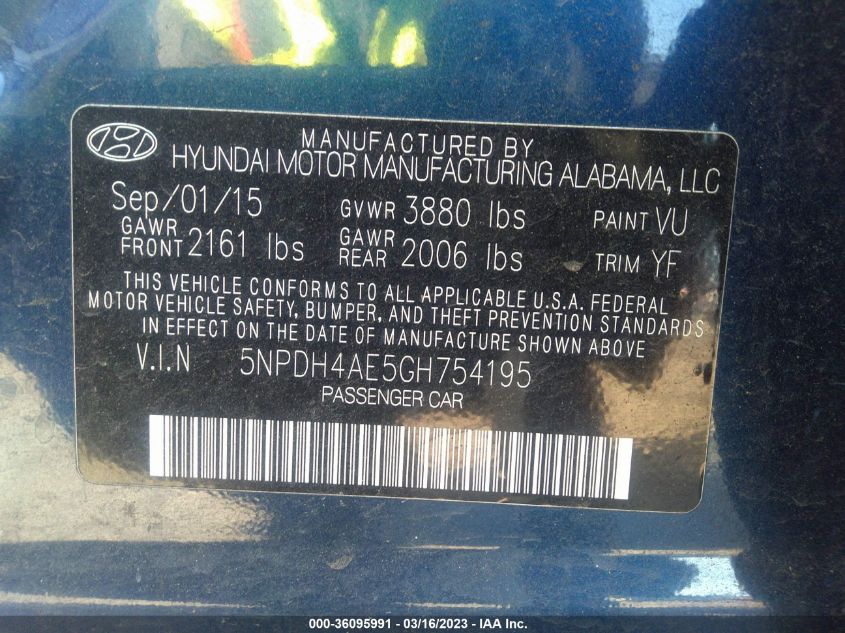 MANUFACTURED BY
HYUNDAI MOTOR MANUFACTURING ALABAMA, LLC
Sep/01/15 GVWR 3880 lbs PAINT VU
GAWR FRONT 2161 lbs GAWR REAR 2006 lbs TRIM YF
THIS VEHICLE CONFORMS TO ALL APPLICABLE U.S.A. FEDERAL
MOTOR VEHICLE SAFETY, BUMPER, AND THEFT PREVENTION STANDARDS
IN EFFECT ON THE DATE OF MANUFACTURE SHOWN ABOVE
V.I.N 5NPDH4AE5GH754195
PASSENGER CAR
000-36095991 - 03/16/2023 - IAA Inc.